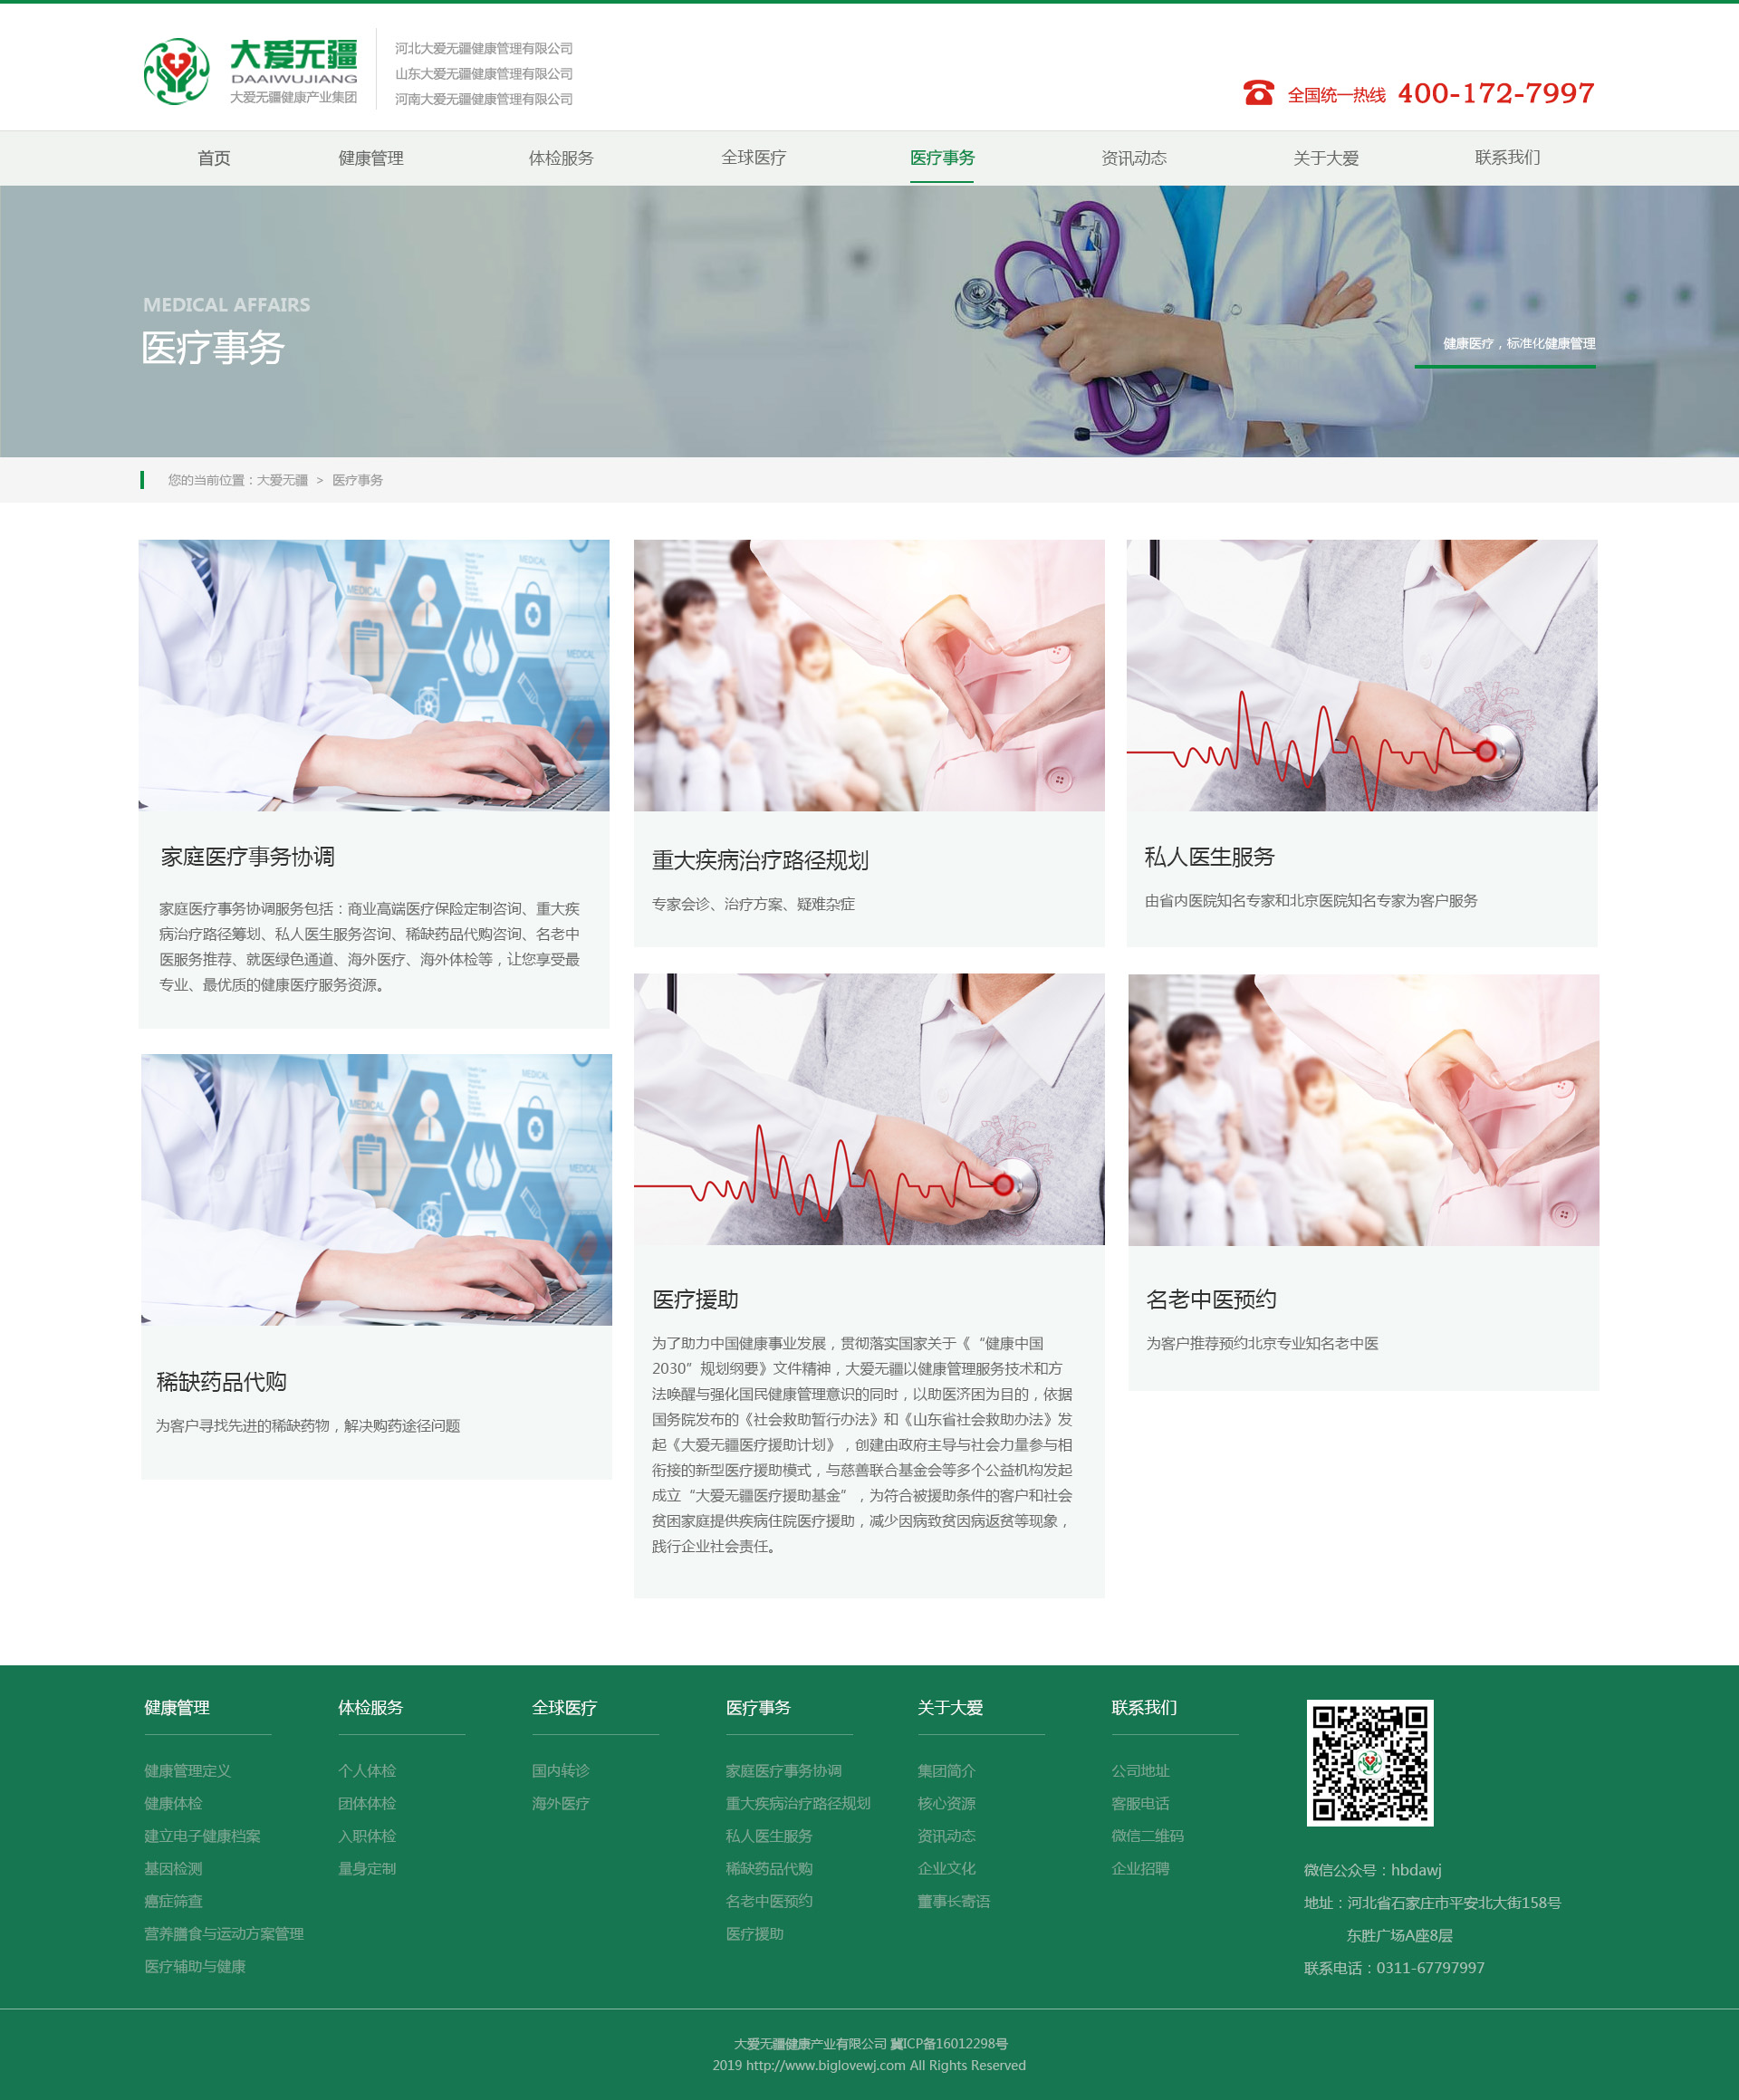 大爱无疆
DAAIWUJIANG
大爱无疆健康产业集团
河北大爱无疆健康管理有限公司
山东大爱无疆健康管理有限公司
河南大爱无疆健康管理有限公司
全国统一热线 400-172-7997
首页 健康管理 体检服务 全球医疗 医疗事务 资讯动态 关于大爱 联系我们
MEDICAL AFFAIRS
医疗事务
健康医疗，标准化健康管理
您的当前位置：大爱无疆 > 医疗事务
MEDICAL
MEDICAL
MEDICAL
家庭医疗事务协调
家庭医疗事务协调服务包括：商业高端医疗保险定制咨询、重大疾
病治疗路径筹划、私人医生服务咨询、稀缺药品代购咨询、名老中
医服务推荐、就医绿色通道、海外医疗、海外体检等，让您享受最
专业、最优质的健康医疗服务资源。
重大疾病治疗路径规划
专家会诊、治疗方案、疑难杂症
私人医生服务
由省内医院知名专家和北京医院知名专家为客户服务
MEDICAL
MEDICAL
MEDICAL
稀缺药品代购
为客户寻找先进的稀缺药物，解决购药途径问题
医疗援助
为了助力中国健康事业发展，贯彻落实国家关于《“健康中国
2030”规划纲要》文件精神，大爱无疆以健康管理服务技术和方
法唤醒与强化国民健康管理意识的同时，以助医济困为目的，依据
国务院发布的《社会救助暂行办法》和《山东省社会救助办法》发
起《大爱无疆医疗援助计划》，创建由政府主导与社会力量参与相
衔接的新型医疗援助模式，与慈善联合基金会等多个公益机构发起
成立“大爱无疆医疗援助基金”，为符合被援助条件的客户和社会
贫困家庭提供疾病住院医疗援助，减少因病致贫因病返贫等现象，
践行企业社会责任。
名老中医预约
为客户推荐预约北京专业知名老中医
健康管理
健康管理定义
健康体检
建立电子健康档案
基因检测
癌症筛查
营养膳食与运动方案管理
医疗辅助与健康
体检服务
个人体检
团体体检
入职体检
量身定制
全球医疗
国内转诊
海外医疗
医疗事务
家庭医疗事务协调
重大疾病治疗路径规划
私人医生服务
稀缺药品代购
名老中医预约
医疗援助
关于大爱
集团简介
核心资源
资讯动态
企业文化
董事长寄语
联系我们
公司地址
客服电话
微信二维码
企业招聘
微信公众号：hbdawj
地址：河北省石家庄市平安北大街158号
东胜广场A座8层
联系电话：0311-67797997
大爱无疆健康产业有限公司 冀ICP备16012298号
2019 http://www.biglovewj.com All Rights Reserved